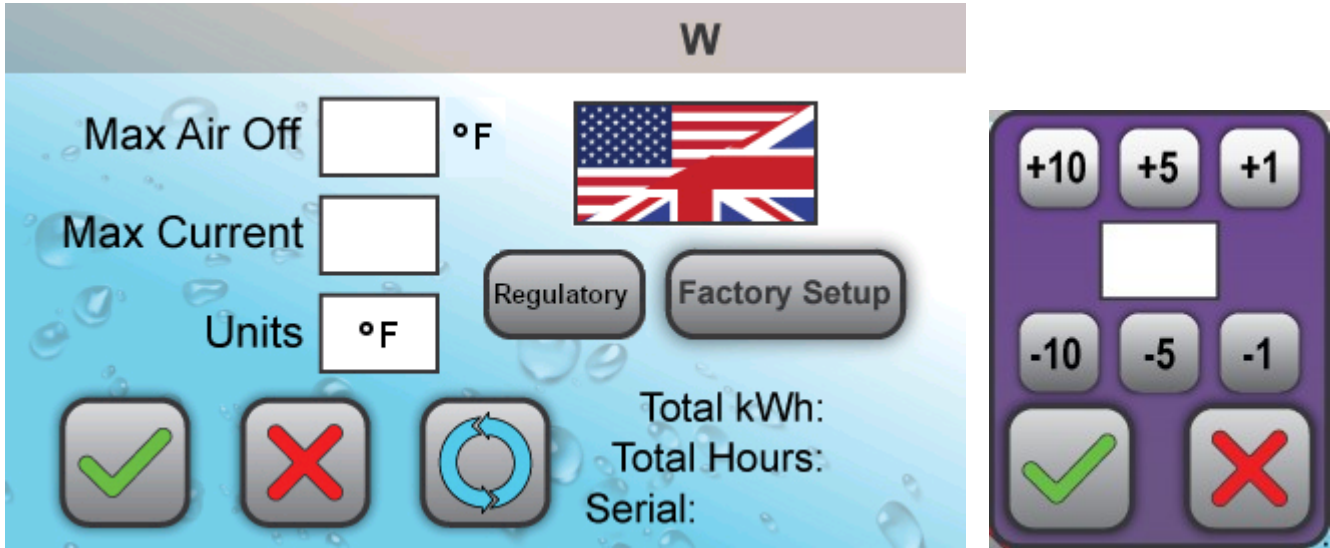 W
Max Air Off °F
Max Current
Units °F
Regulatory Factory Setup
Total kWh:
Total Hours:
Serial:
+10 +5 +1
-10 -5 -1